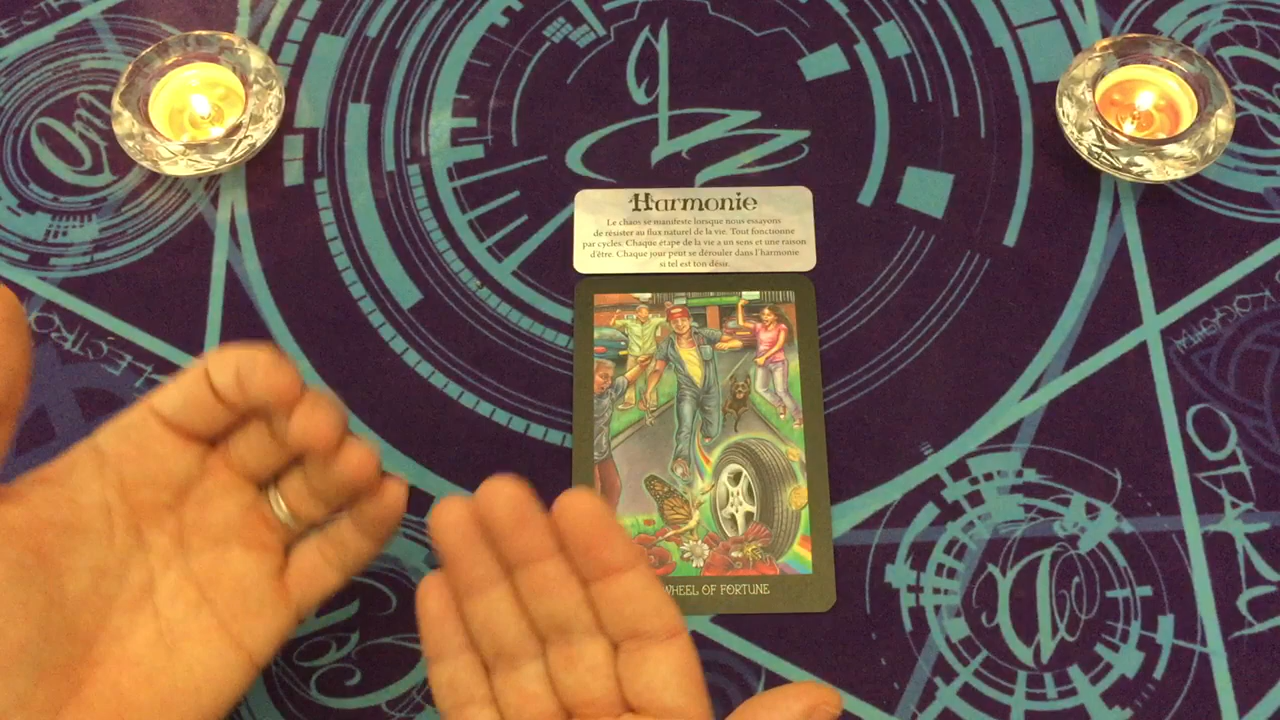 Harmonie
Le chaos se manifeste lorsque nous essayons
de résister au flux naturel de la vie. Tout fonctionne
par cycles. Chaque étape de la vie a un sens et une raison
d'être. Chaque jour peut se dérouler dans l'harmonie
si tel est ton désir.
WHEEL OF FORTUNE